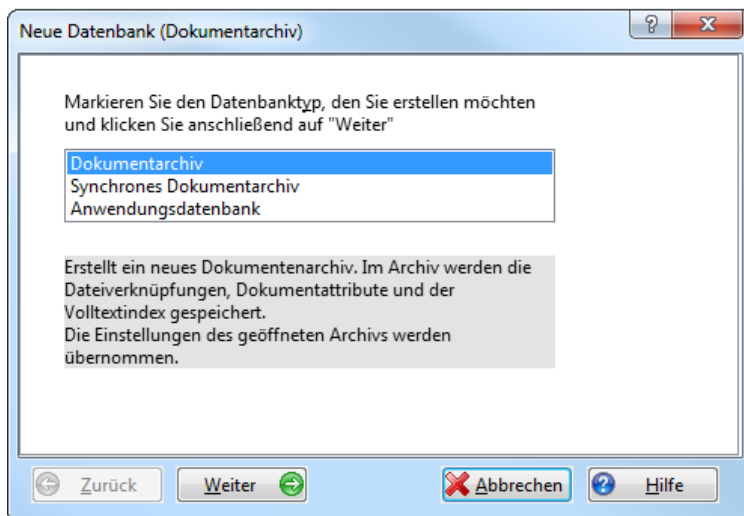 Neue Datenbank (Dokumentarchiv)
Markieren Sie den Datenbanktyp, den Sie erstellen möchten
und klicken Sie anschließend auf "Weiter"
Dokumentarchiv
Synchrones Dokumentarchiv
Anwendungsdatenbank
Erstellt ein neues Dokumentenarchiv. Im Archiv werden die
Dateiverknüpfungen, Dokumentattribute und der
Volltextindex gespeichert.
Die Einstellungen des geöffneten Archivs werden
übernommen.
Zurück Weiter Abbrechen Hilfe